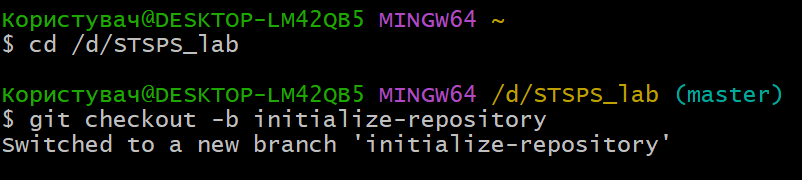 Користувач@DESKTOP-LM42QB5 MINGW64 ~
$ cd /d/STSPS_lab
Користувач@DESKTOP-LM42QB5 MINGW64 /d/STSPS_lab (master)
$ git checkout -b initialize-repository
Switched to a new branch 'initialize-repository'